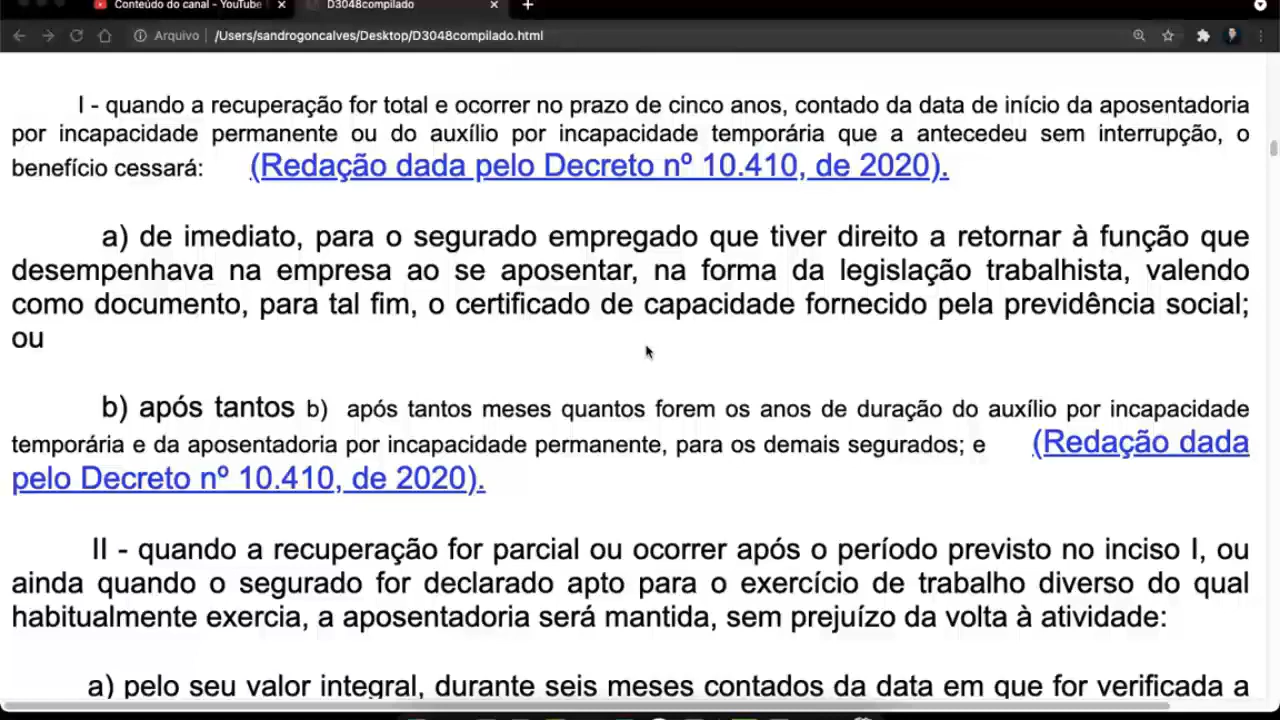 Conteúdo do canal - YouTube
D3048compilado
Arquivo | /Users/sandrogoncalves/Desktop/D3048compilado.html
I - quando a recuperação for total e ocorrer no prazo de cinco anos, contado da data de início da aposentadoria
por incapacidade permanente ou do auxílio por incapacidade temporária que a antecedeu sem interrupção, o
benefício cessará: (Redação dada pelo Decreto nº 10.410, de 2020).
a) de imediato, para o segurado empregado que tiver direito a retornar à função que
desempenhava na empresa ao se aposentar, na forma da legislação trabalhista, valendo
como documento, para tal fim, o certificado de capacidade fornecido pela previdência social;
ou
b) após tantos b) após tantos meses quantos forem os anos de duração do auxílio por incapacidade
temporária e da aposentadoria por incapacidade permanente, para os demais segurados; e (Redação dada
pelo Decreto nº 10.410, de 2020).
II - quando a recuperação for parcial ou ocorrer após o período previsto no inciso I, ou
ainda quando o segurado for declarado apto para o exercício de trabalho diverso do qual
habitualmente exercia, a aposentadoria será mantida, sem prejuízo da volta à atividade:
a) pelo seu valor integral, durante seis meses contados da data em que for verificada a